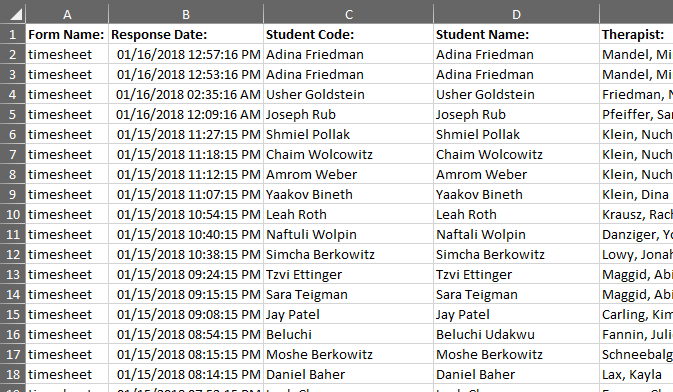 A B C D
1 Form Name: Response Date: Student Code: Student Name: Therapist:
2 timesheet 01/16/2018 12:57:16 PM Adina Friedman Adina Friedman Mandel, Mi
3 timesheet 01/16/2018 12:53:16 PM Adina Friedman Adina Friedman Mandel, Mi
4 timesheet 01/16/2018 02:35:16 AM Usher Goldstein Usher Goldstein Friedman, N
5 timesheet 01/16/2018 12:09:16 AM Joseph Rub Joseph Rub Pfeiffer, Sar
6 timesheet 01/15/2018 11:27:15 PM Shmiel Pollak Shmiel Pollak Klein, Nuch
7 timesheet 01/15/2018 11:18:15 PM Chaim Wolcowitz Chaim Wolcowitz Klein, Nuch
8 timesheet 01/15/2018 11:12:15 PM Amrom Weber Amrom Weber Klein, Nuch
9 timesheet 01/15/2018 11:07:15 PM Yaakov Bineth Yaakov Bineth Klein, Dina
10 timesheet 01/15/2018 10:54:15 PM Leah Roth Leah Roth Krausz, Rach
11 timesheet 01/15/2018 10:40:15 PM Naftuli Wolpin Naftali Wolpin Danziger, Yo
12 timesheet 01/15/2018 10:38:15 PM Simcha Berkowitz Simcha Berkowitz Lowy, Jonah
13 timesheet 01/15/2018 09:24:15 PM Tzvi Ettinger Tzvi Ettinger Maggid, Abi
14 timesheet 01/15/2018 09:15:15 PM Sara Teigman Sara Teigman Maggid, Abi
15 timesheet 01/15/2018 09:08:15 PM Jay Patel Jay Patel Carling, Kim
16 timesheet 01/15/2018 08:54:15 PM Beluchi Beluchi Udakwu Fannin, Juli
17 timesheet 01/15/2018 08:15:15 PM Moshe Berkowitz Moshe Berkowitz Schneebalg
18 timesheet 01/15/2018 08:14:15 PM Daniel Baher Daniel Baher Lax, Kayla